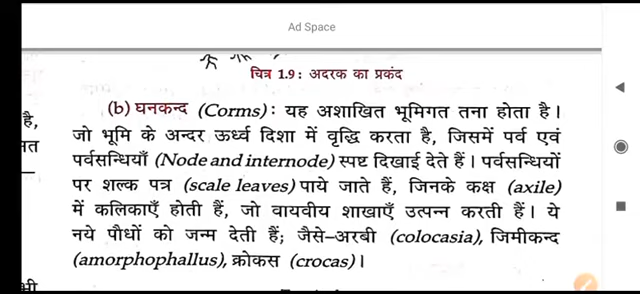 Ad Space
चित्र 1.9: अदरक का प्रकंद
(b) घनकन्द (Corms): यह अशाखित भूमिगत तना होता है।
है,
जो भूमि के अन्दर ऊर्ध्व दिशा में वृद्धि करता है, जिसमें पर्व एवं
पर्वसन्धियाँ (Node and internode) स्पष्ट दिखाई देते हैं। पर्वसन्धियों
पर शल्क पत्र (scale leaves) पाये जाते हैं, जिनके कक्ष (axile)
में कलिकाएँ होती हैं, जो वायवीय शाखाएँ उत्पन्न करती हैं। ये
नये पौधों को जन्म देती हैं; जैसे–अरबी (colocasia), जिमीकन्द
(amorphophallus), क्रोकस (crocas)।